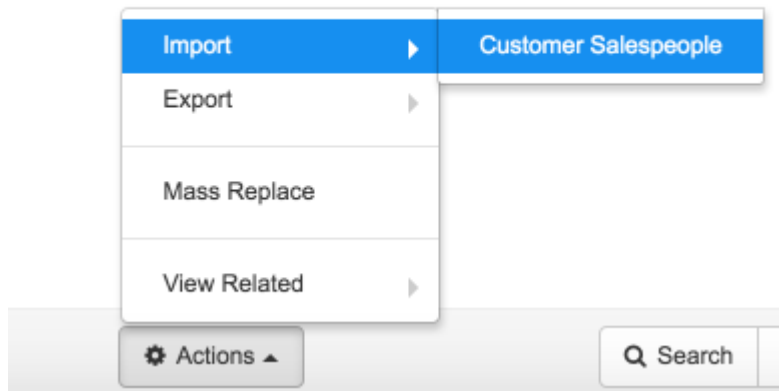 Import
Customer Salespeople
Export
Mass Replace
View Related
Actions
Search